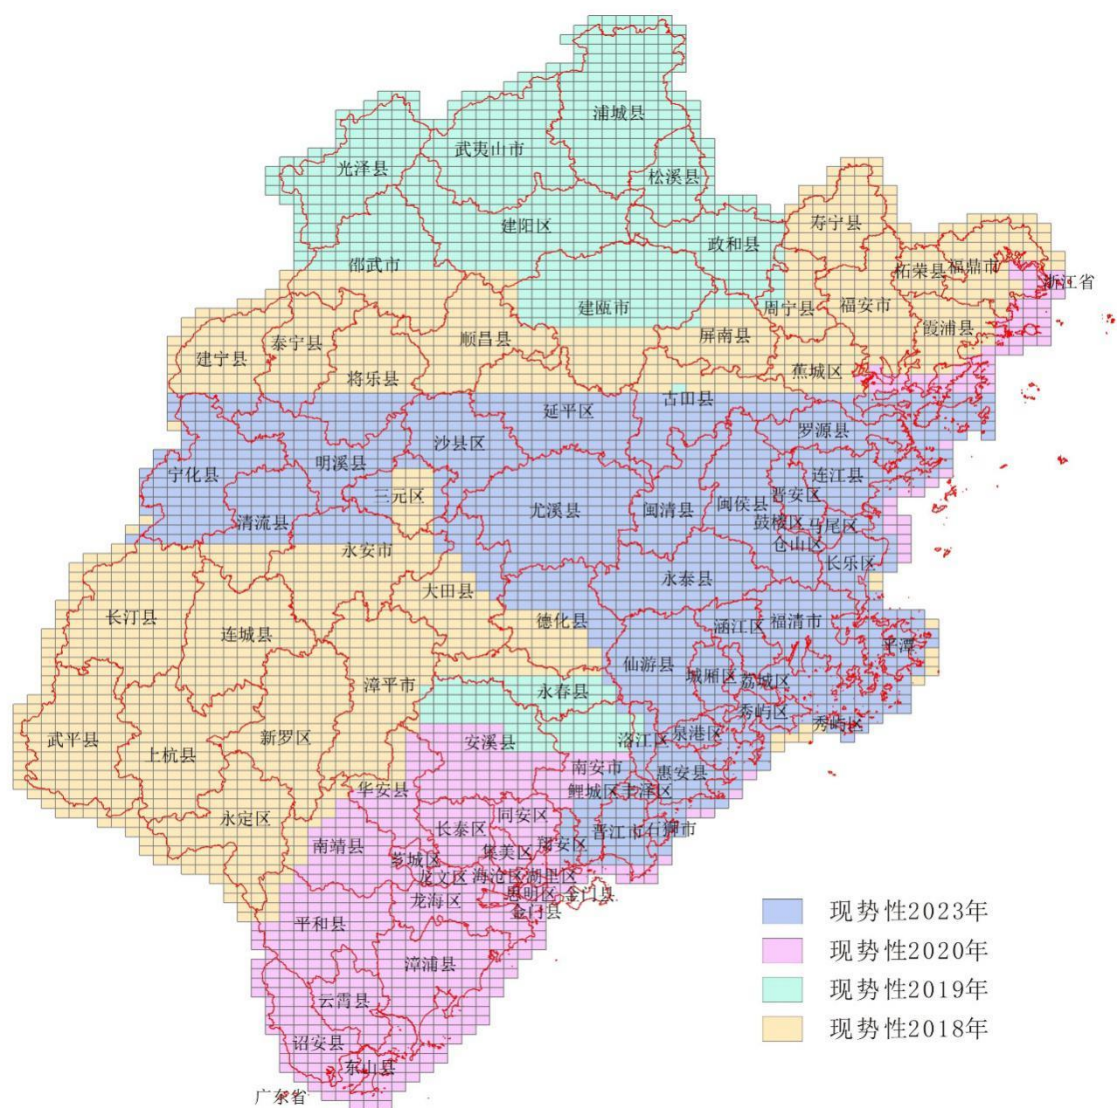 浦城县
武夷山市
光泽县
松溪县
建阳区
寿宁县
政和县
邵武市
柘荣县
福鼎市
浙江省
建瓯市
周宁县
福安市
霞浦县
顺昌县
屏南县
泰宁县
建宁县
将乐县
蕉城区
古田县
延平区
罗源县
沙县区
明溪县
宁化县
连江县
三元区
晋安区
尤溪县
闽清县
闽侯县
清流县
鼓楼区
马尾区
仓山区
永安市
长乐区
永泰县
大田县
长汀县
德化县
涵江区
福清市
连城县
平潭
仙游县
城厢区
荔城区
漳平市
永春县
秀屿区
秀屿区
武平县
上杭县
新罗区
安溪县
洛江区
泉港区
南安市
惠安县
华安县
鲤城区
丰泽区
永定区
同安区
长泰区
晋江市
石狮市
南靖县
翔安区
集美区
芗城区
龙文区
海沧区
湖里区
思明区
金门县
龙海区
金门县
平和县
漳浦县
云霄县
诏安县
东山县
广东省
现势性2023年
现势性2020年
现势性2019年
现势性2018年